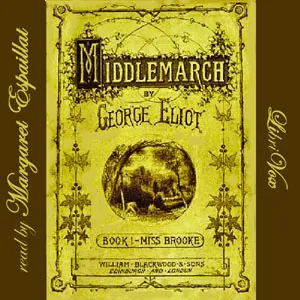 read by Margaret Espaillat
MIDDLEMARCH
BY
GEORGE ELIOT
BOOK I - MISS BROOKE
WILLIAM · BLACKWOOD · & · SONS
EDINBURGH · AND · LONDON
LibriVox